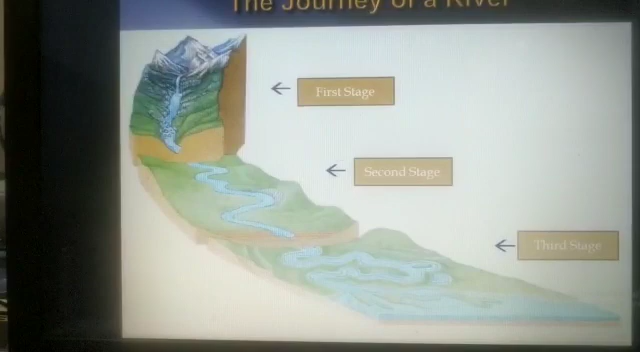 The Journey of a River
First Stage
Second Stage
Third Stage